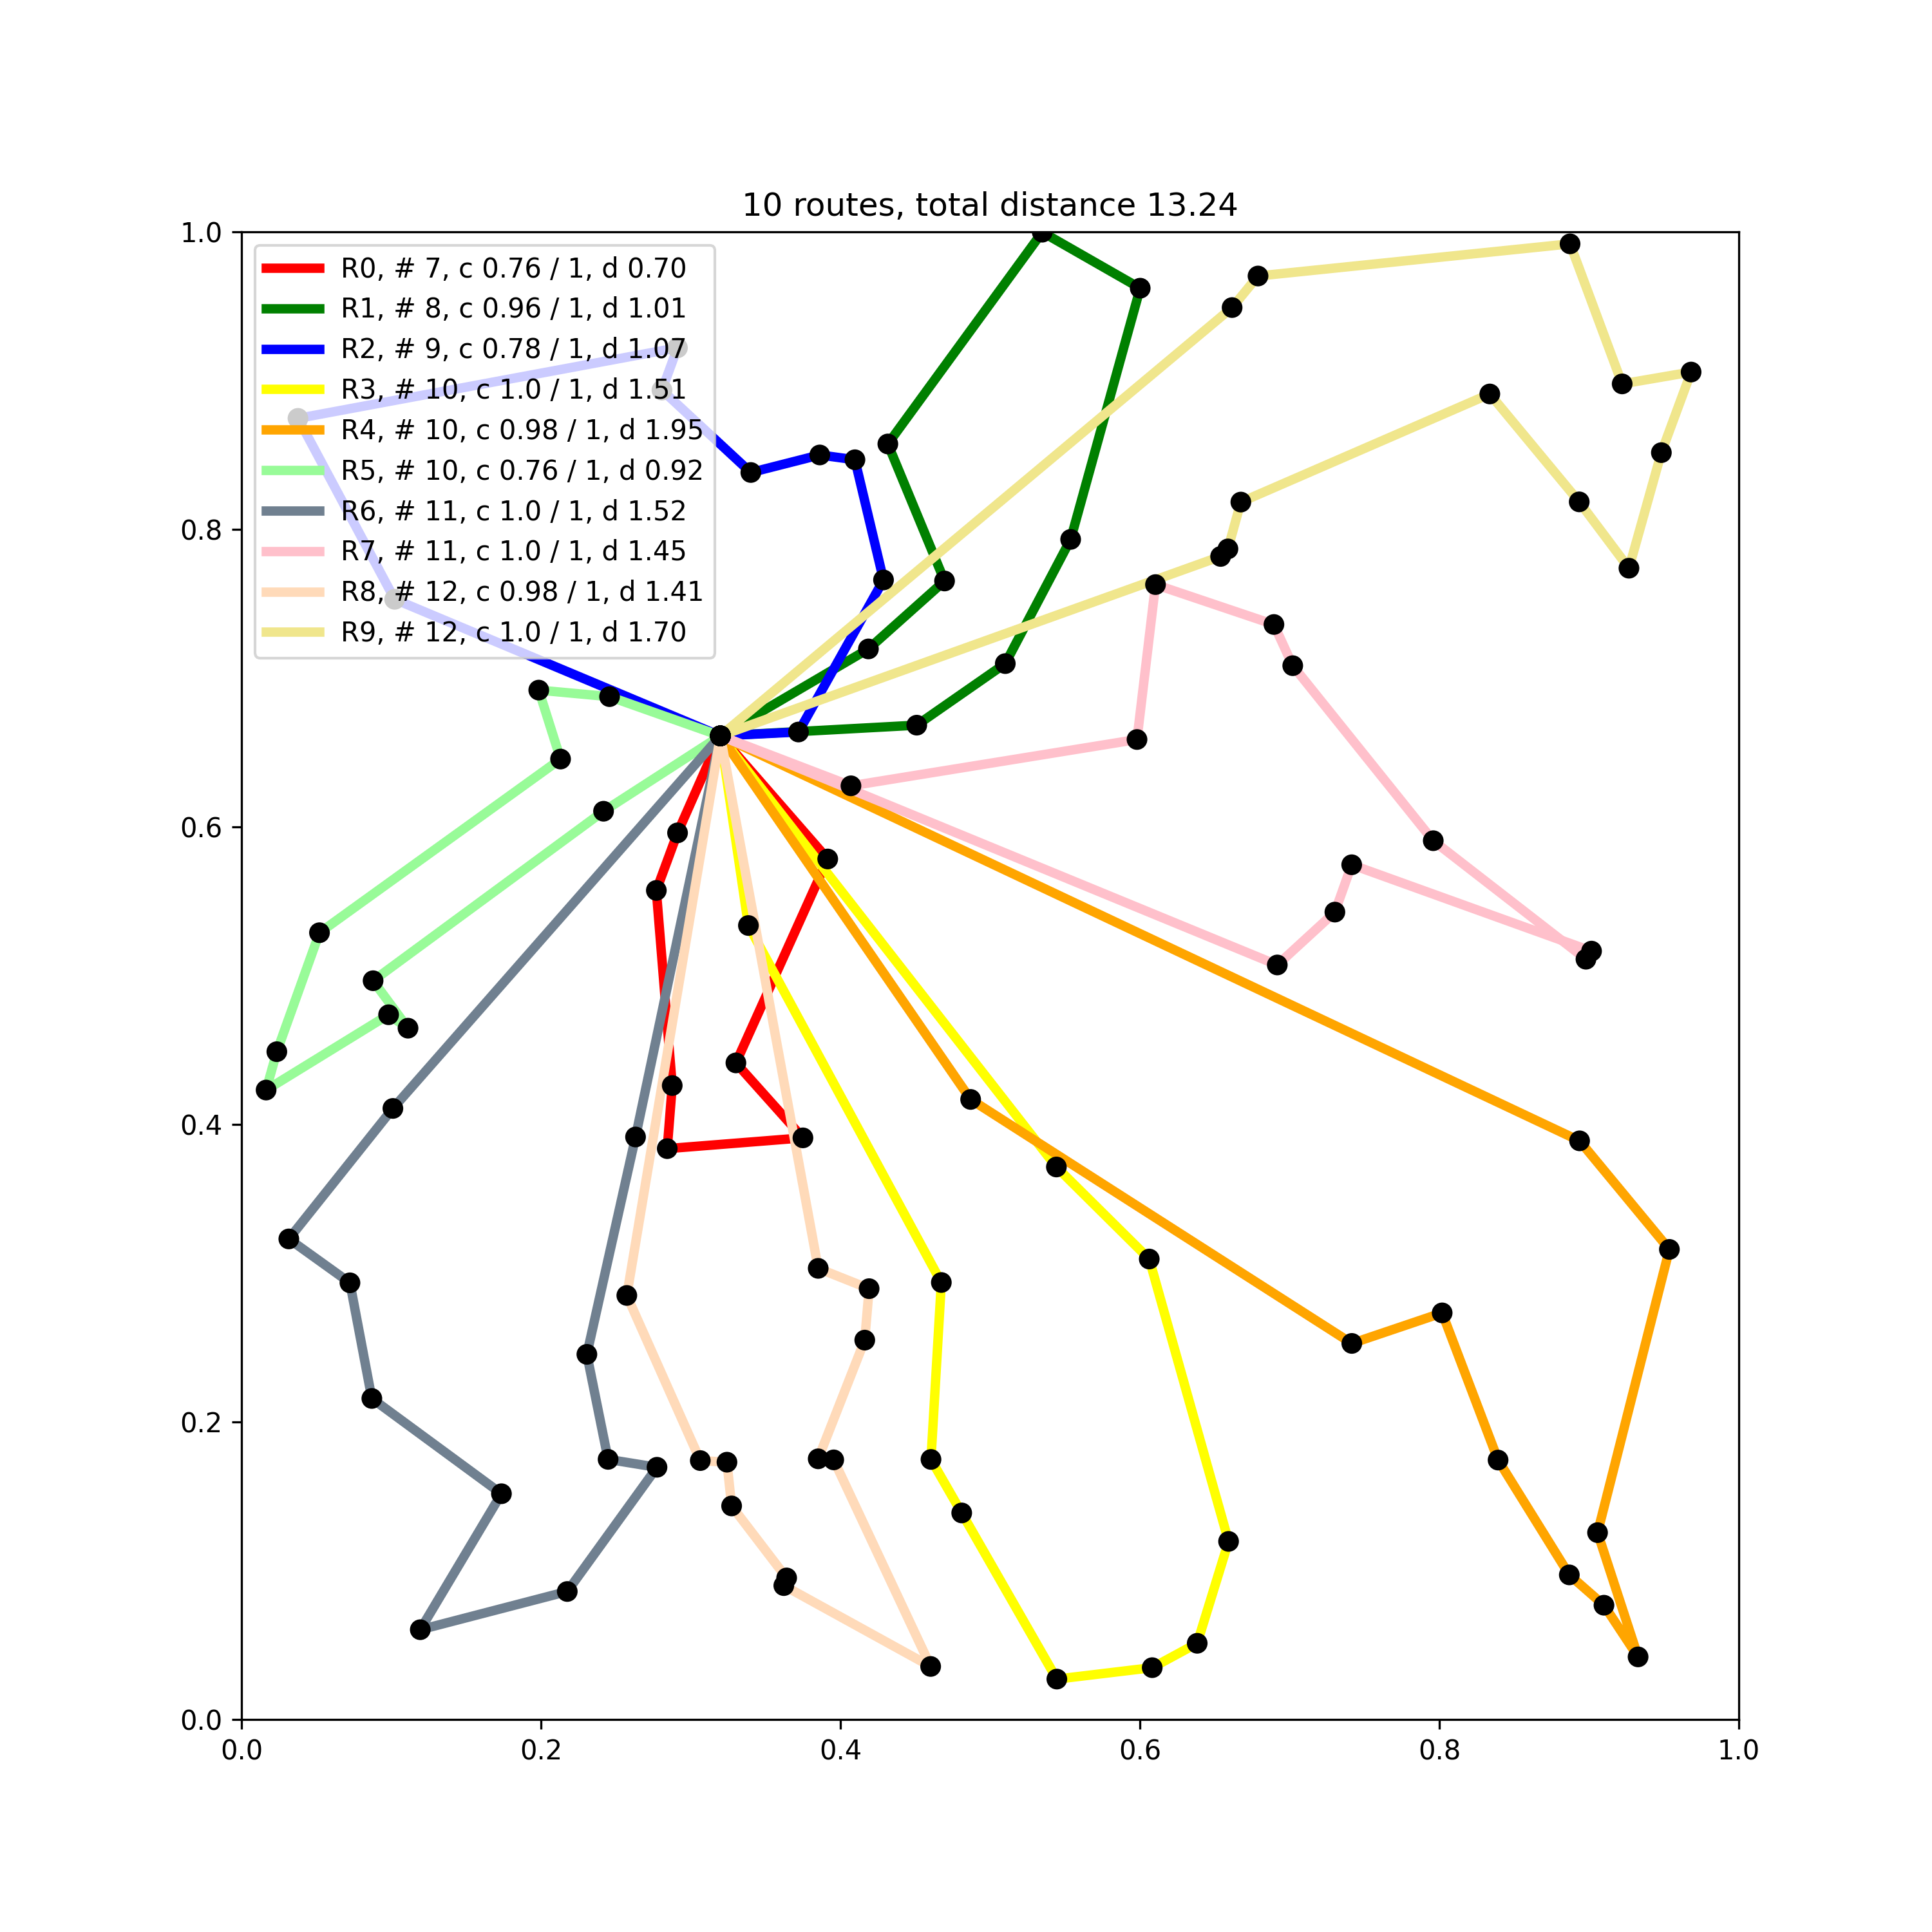 10 routes, total distance 13.24
1.0
0.8
0.6
0.4
0.2
0.0
R0, # 7, c 0.76 / 1, d 0.70
R1, # 8, c 0.96 / 1, d 1.01
R2, # 9, c 0.78 / 1, d 1.07
R3, # 10, c 1.0 / 1, d 1.51
R4, # 10, c 0.98 / 1, d 1.95
R5, # 10, c 0.76 / 1, d 0.92
R6, # 11, c 1.0 / 1, d 1.52
R7, # 11, c 1.0 / 1, d 1.45
R8, # 12, c 0.98 / 1, d 1.41
R9, # 12, c 1.0 / 1, d 1.70
0.0 0.2 0.4 0.6 0.8 1.0